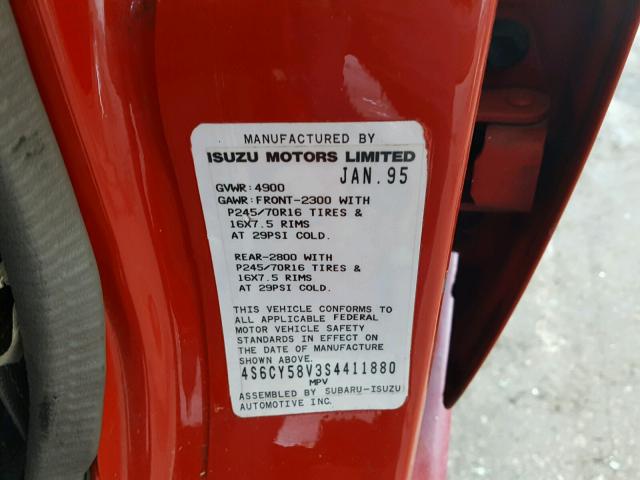 MANUFACTURED BY
ISUZU MOTORS LIMITED
JAN. 95
GVWR:4900
GAWR:FRONT-2300 WITH
P245/70R16 TIRES &
16X7.5 RIMS
AT 29PSI COLD.
REAR-2800 WITH
P245/70R16 TIRES &
16X7.5 RIMS
AT 29PSI COLD.
THIS VEHICLE CONFORMS TO
ALL APPLICABLE FEDERAL
MOTOR VEHICLE SAFETY
STANDARDS IN EFFECT ON
THE DATE OF MANUFACTURE
SHOWN ABOVE.
4S6CY58V3S4411880
MPV
ASSEMBLED BY SUBARU-ISUZU
AUTOMOTIVE INC.